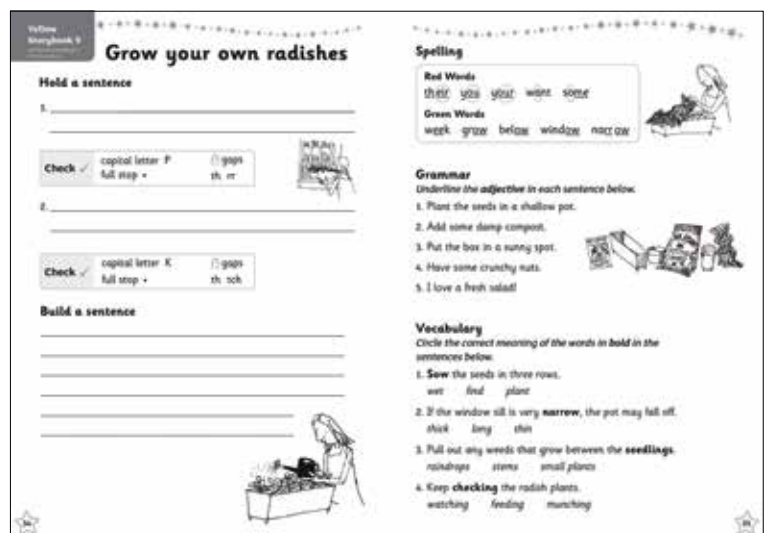 Yellow
Storybook 9
Grow your own radishes
Hold a sentence
1.
Check ✓ capital letter P gaps
full stop • th rr
2.
Check ✓ capital letter K gaps
full stop • th tch
Build a sentence
Spelling
Red Words
their you your want some
Green Words
week grow below window narrow
Grammar
Underline the adjective in each sentence below.
1. Plant the seeds in a shallow pot.
2. Add some damp compost.
3. Put the box in a sunny spot.
4. Have some crunchy nuts.
5. I love a fresh salad!
Vocabulary
Circle the correct meaning of the words in bold in the
sentences below.
1. Sow the seeds in three rows.
wet find plant
2. If the window sill is very narrow, the pot may fall off.
thick long thin
3. Pull out any weeds that grow between the seedlings.
raindrops stems small plants
4. Keep checking the radish plants.
watching feeding munching